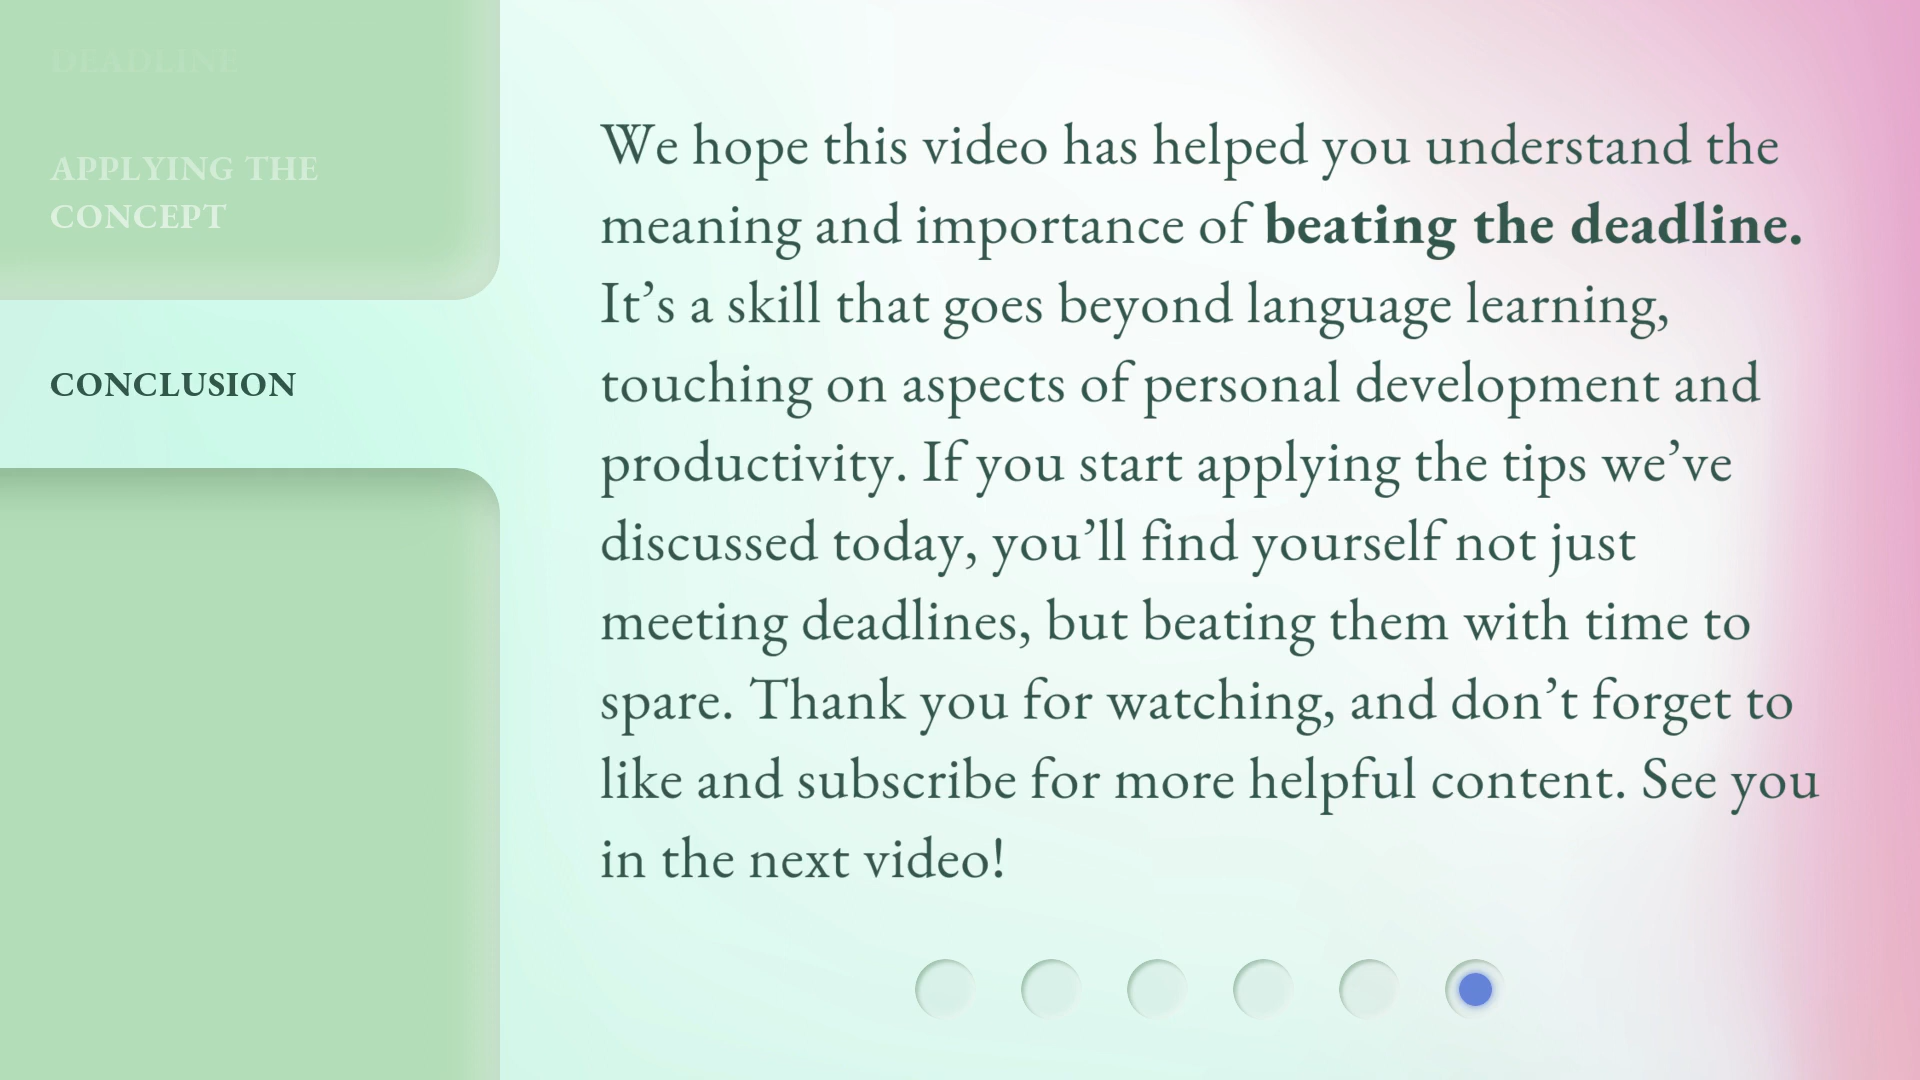 DEADLINE
APPLYING THE
CONCEPT
CONCLUSION
We hope this video has helped you understand the
meaning and importance of beating the deadline.
It’s a skill that goes beyond language learning,
touching on aspects of personal development and
productivity. If you start applying the tips we’ve
discussed today, you’ll find yourself not just
meeting deadlines, but beating them with time to
spare. Thank you for watching, and don’t forget to
like and subscribe for more helpful content. See you
in the next video!